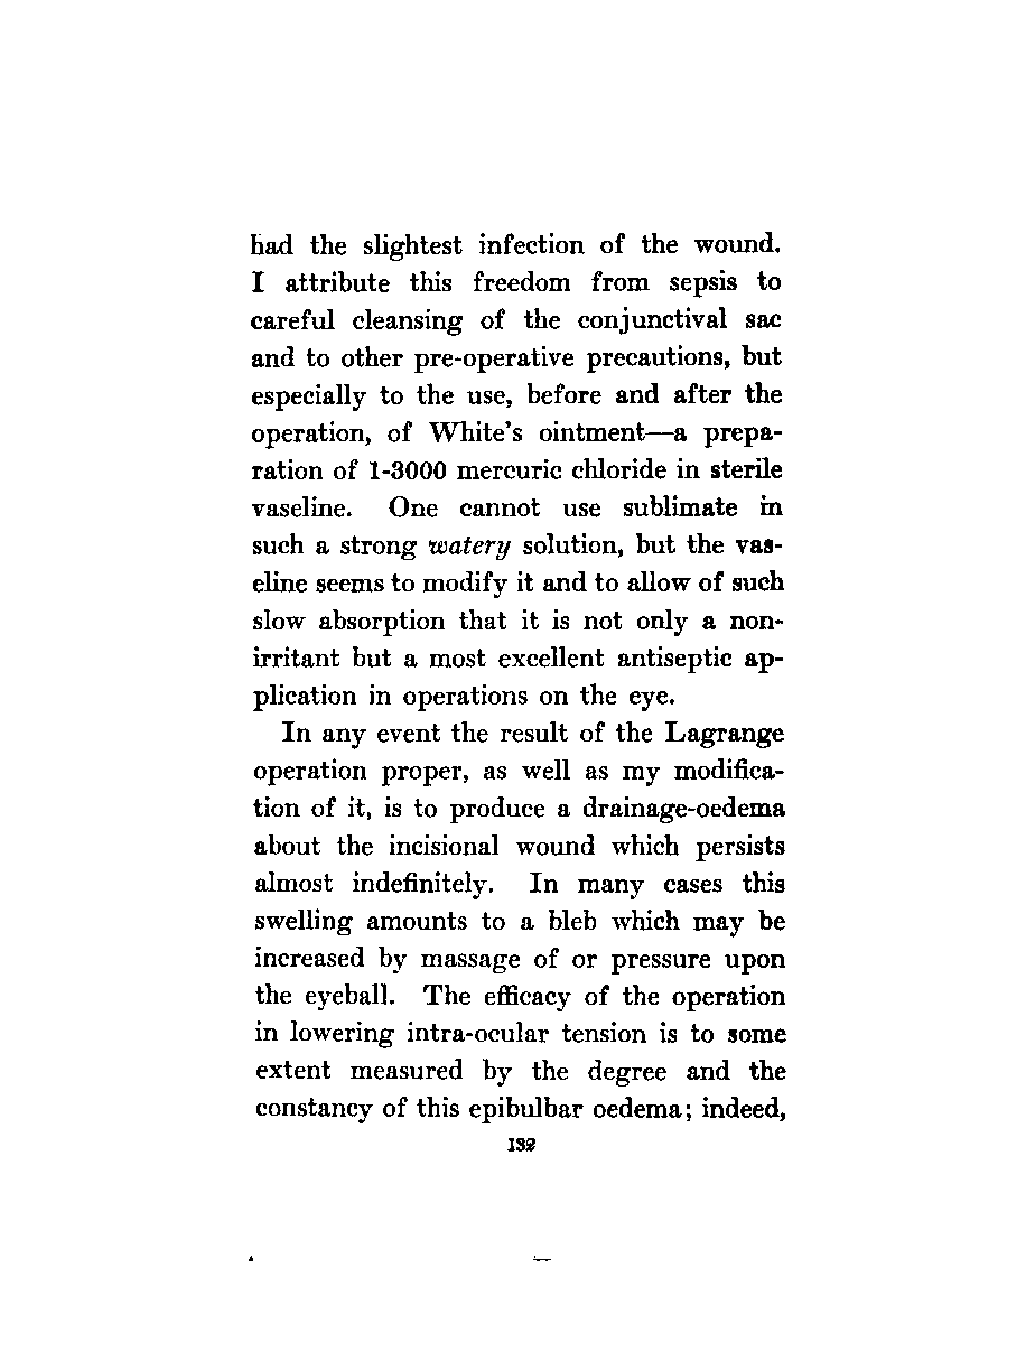 had the slightest infection of the wound.
I attribute this freedom from sepsis to
careful cleansing of the conjunctival sac
and to other pre-operative precautions, but
especially to the use, before and after the
operation, of White's ointment—a prepa-
ration of 1-3000 mercuric chloride in sterile
vaseline. One cannot use sublimate in
such a strong watery solution, but the vas-
eline seems to modify it and to allow of such
slow absorption that it is not only a non-
irritant but a most excellent antiseptic ap-
plication in operations on the eye.
In any event the result of the Lagrange
operation proper, as well as my modifica-
tion of it, is to produce a drainage-oedema
about the incisional wound which persists
almost indefinitely. In many cases this
swelling amounts to a bleb which may be
increased by massage of or pressure upon
the eyeball. The efficacy of the operation
in lowering intra-ocular tension is to some
extent measured by the degree and the
constancy of this epibulbar oedema; indeed,
132